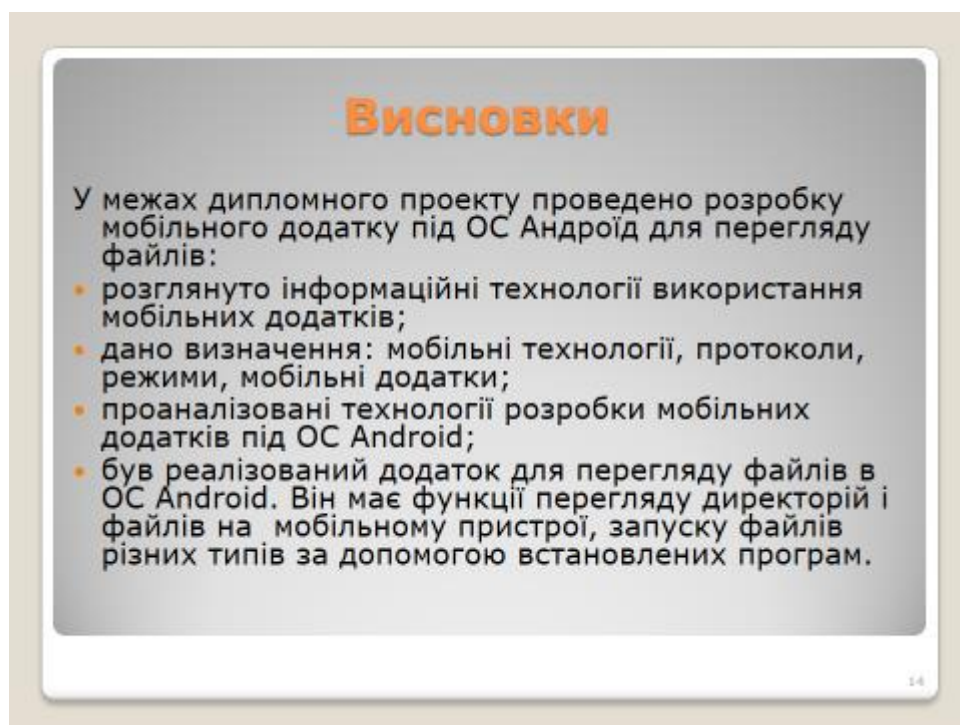 Висновки
У межах дипломного проекту проведено розробку
мобільного додатку під ОС Андроїд для перегляду
файлів:
• розглянуто інформаційні технології використання
мобільних додатків;
• дано визначення: мобільні технології, протоколи,
режими, мобільні додатки;
• проаналізовані технології розробки мобільних
додатків під ОС Android;
• був реалізований додаток для перегляду файлів в
ОС Android. Він має функції перегляду директорій і
файлів на мобільному пристрої, запуску файлів
різних типів за допомогою встановлених програм.
14